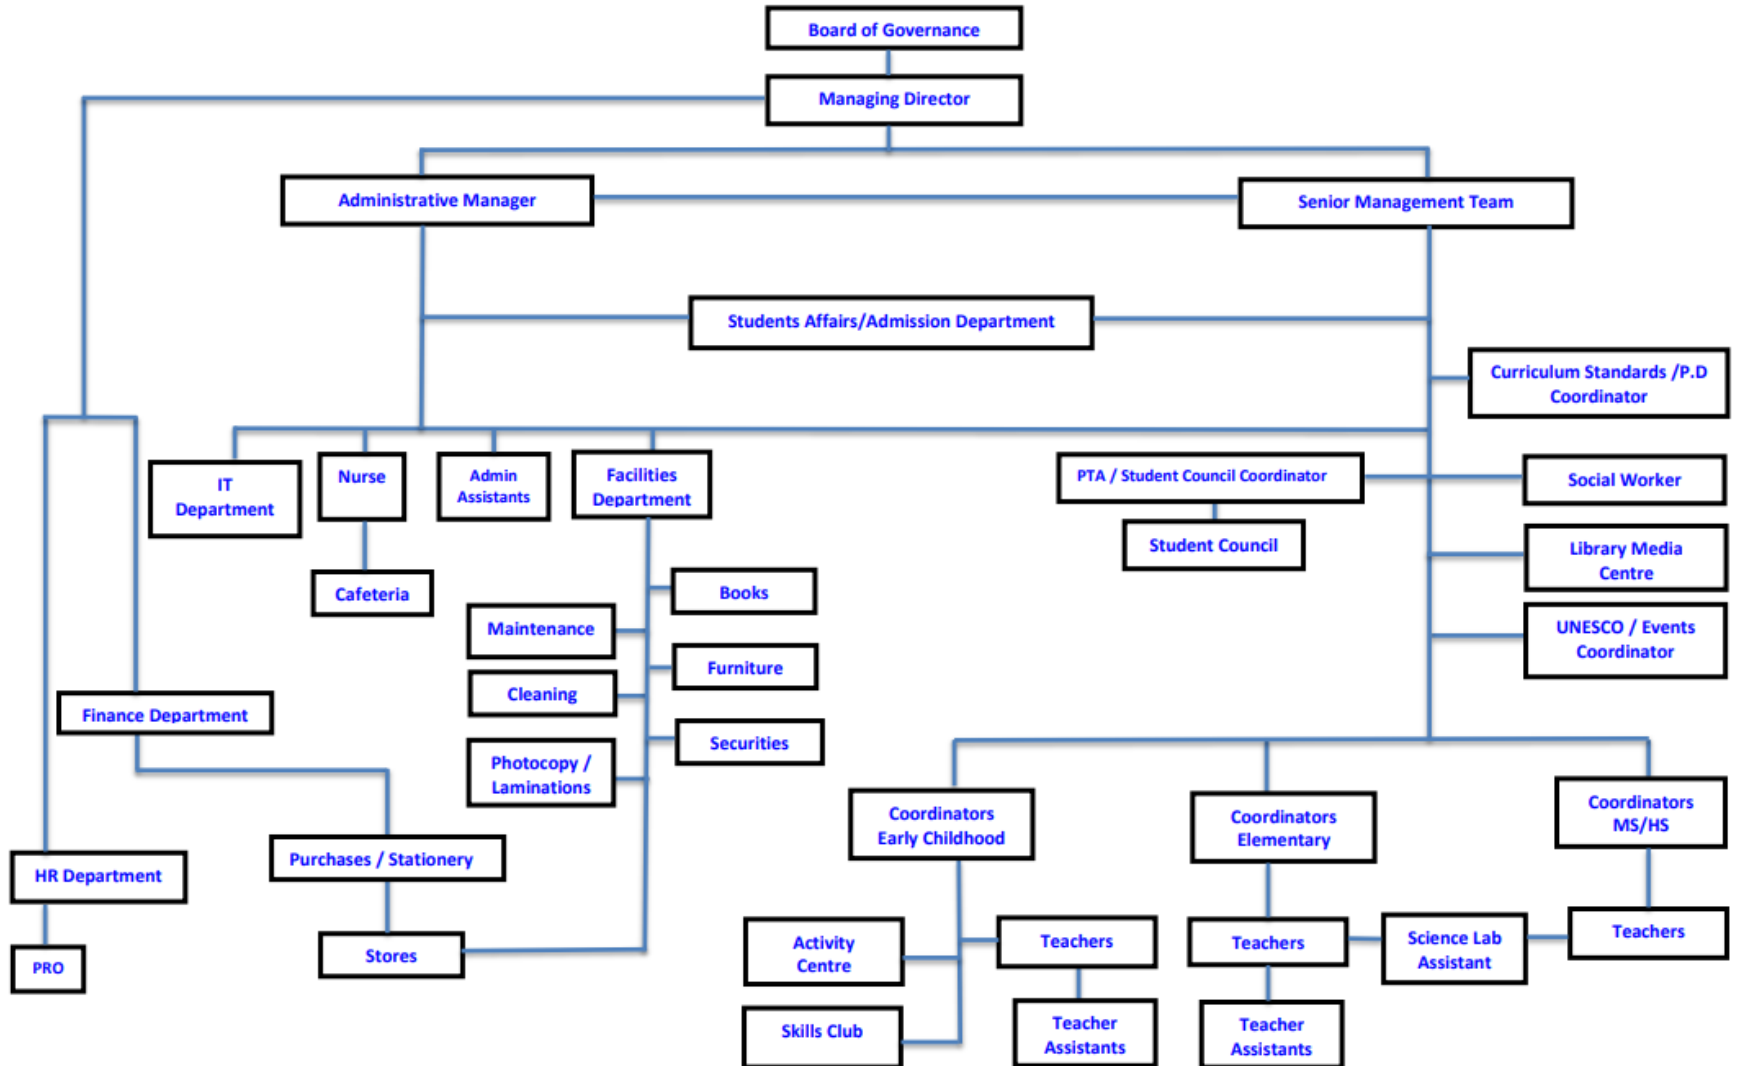 Board of Governance
Managing Director
Administrative Manager
Senior Management Team
Students Affairs/Admission Department
Curriculum Standards /P.D
Coordinator
IT
Department
Nurse
Admin
Assistants
Facilities
Department
PTA / Student Council Coordinator
Social Worker
Student Council
Library Media
Centre
Cafeteria
Books
Maintenance
UNESCO / Events
Coordinator
Furniture
Cleaning
Finance Department
Securities
Photocopy /
Laminations
Coordinators
Early Childhood
Coordinators
Elementary
Coordinators
MS/HS
HR Department
Purchases / Stationery
PRO
Stores
Activity
Centre
Teachers
Teachers
Science Lab
Assistant
Teachers
Skills Club
Teacher
Assistants
Teacher
Assistants